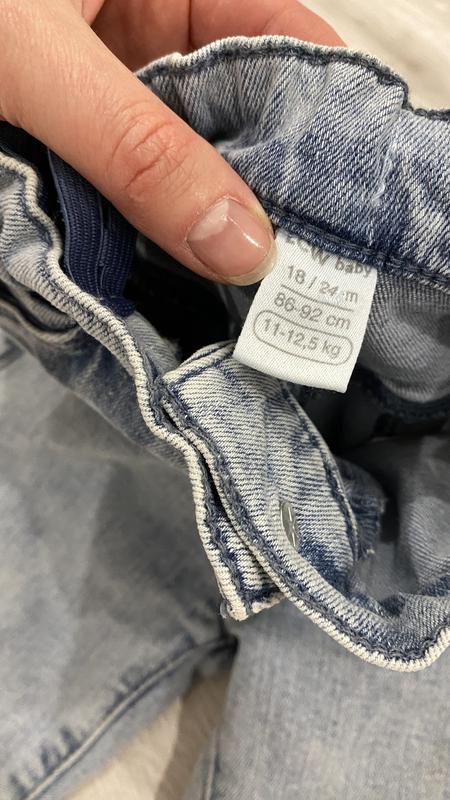 LCW baby
18 / 24 m
86-92 cm
11-12.5 kg